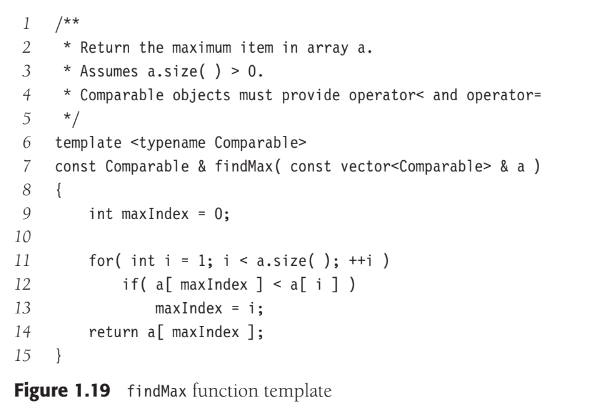 1 /**
2  * Return the maximum item in array a.
3  * Assumes a.size( ) > 0.
4  * Comparable objects must provide operator< and operator=
5  */
6 template <typename Comparable>
7 const Comparable & findMax( const vector<Comparable> & a )
8 {
9     int maxIndex = 0;
10
11     for( int i = 1; i < a.size( ); ++i )
12         if( a[ maxIndex ] < a[ i ] )
13             maxIndex = i;
14     return a[ maxIndex ];
15 }
Figure 1.19 findMax function template